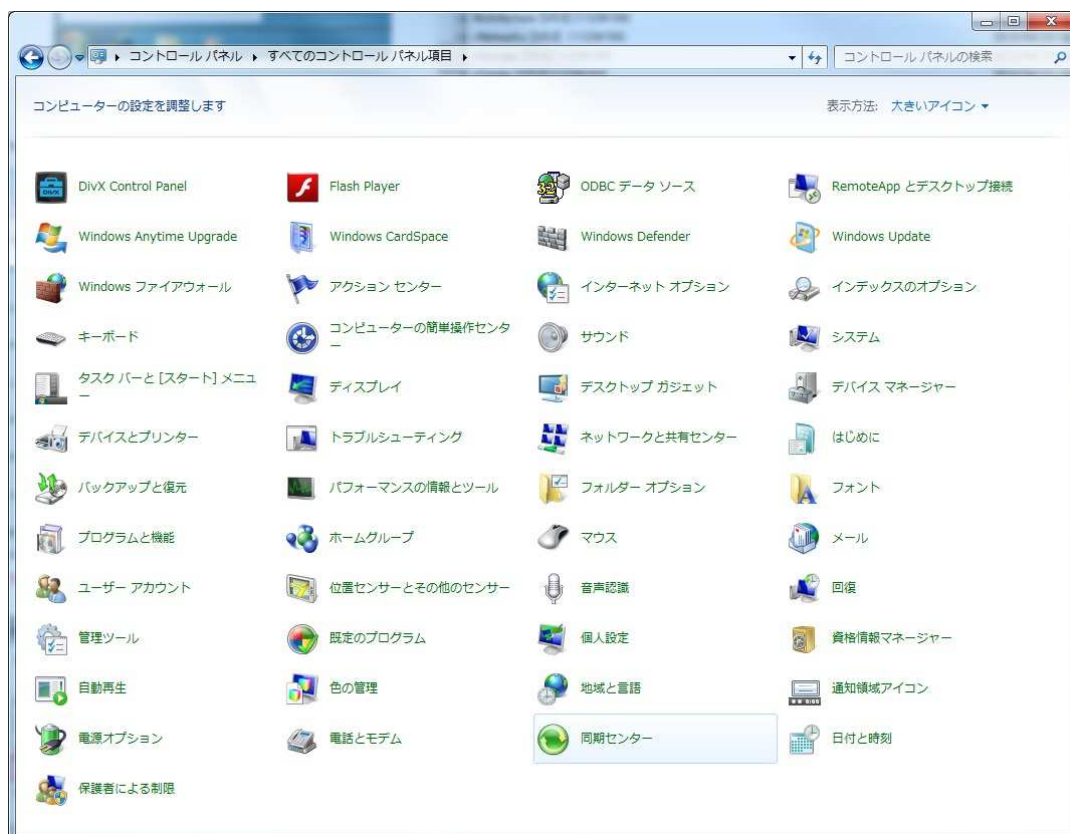 コントロール パネル ▸ すべてのコントロール パネル項目 ▸
コントロール パネルの検索
コンピューターの設定を調整します
表示方法: 大きいアイコン
DivX Control Panel
Flash Player
ODBC データ ソース
RemoteApp とデスクトップ接続
Windows Anytime Upgrade
Windows CardSpace
Windows Defender
Windows Update
Windows ファイアウォール
アクション センター
インターネット オプション
インデックスのオプション
キーボード
コンピューターの簡単操作センタ
ー
サウンド
システム
タスク バーと [スタート] メニュ
ー
ディスプレイ
デスクトップ ガジェット
デバイス マネージャー
デバイスとプリンター
トラブルシューティング
ネットワークと共有センター
はじめに
バックアップと復元
パフォーマンスの情報とツール
フォルダー オプション
フォント
プログラムと機能
ホームグループ
マウス
メール
ユーザー アカウント
位置センサーとその他のセンサー
音声認識
回復
管理ツール
既定のプログラム
個人設定
資格情報マネージャー
自動再生
色の管理
地域と言語
通知領域アイコン
電源オプション
電話とモデム
同期センター
日付と時刻
保護者による制限